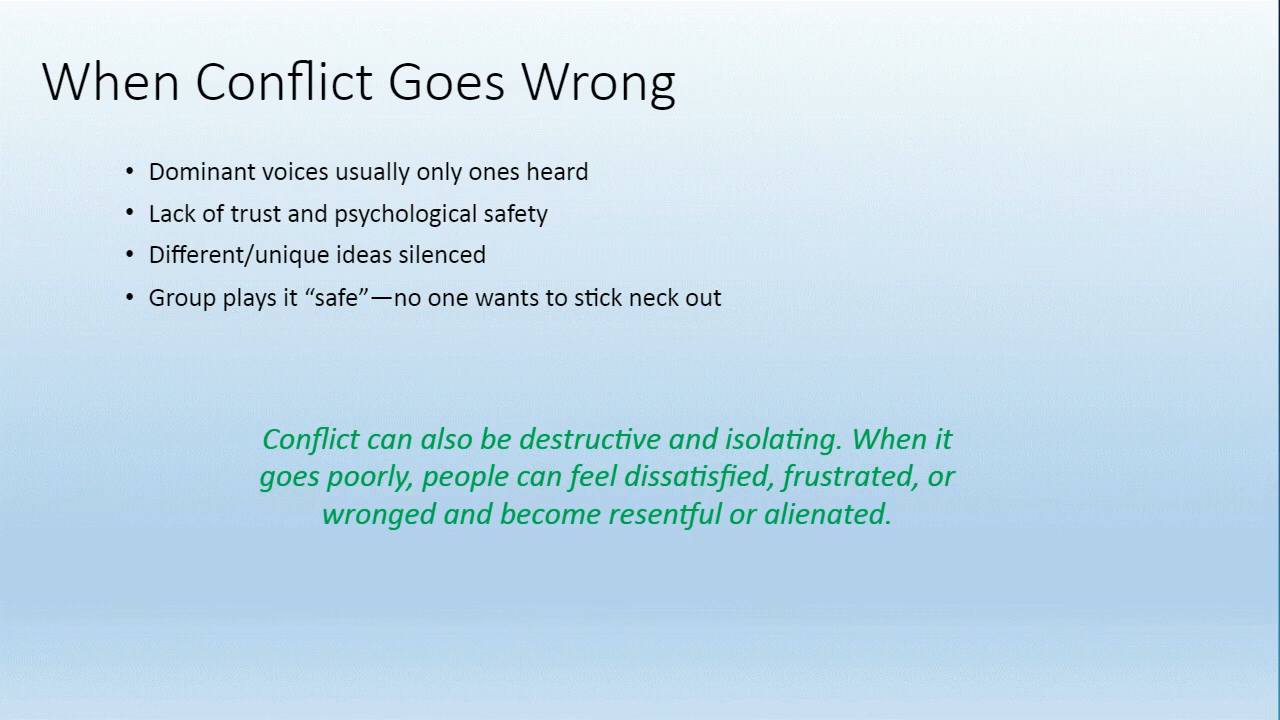 When Conflict Goes Wrong
• Dominant voices usually only ones heard
• Lack of trust and psychological safety
• Different/unique ideas silenced
• Group plays it “safe”—no one wants to stick neck out
Conflict can also be destructive and isolating. When it
goes poorly, people can feel dissatisfied, frustrated, or
wronged and become resentful or alienated.